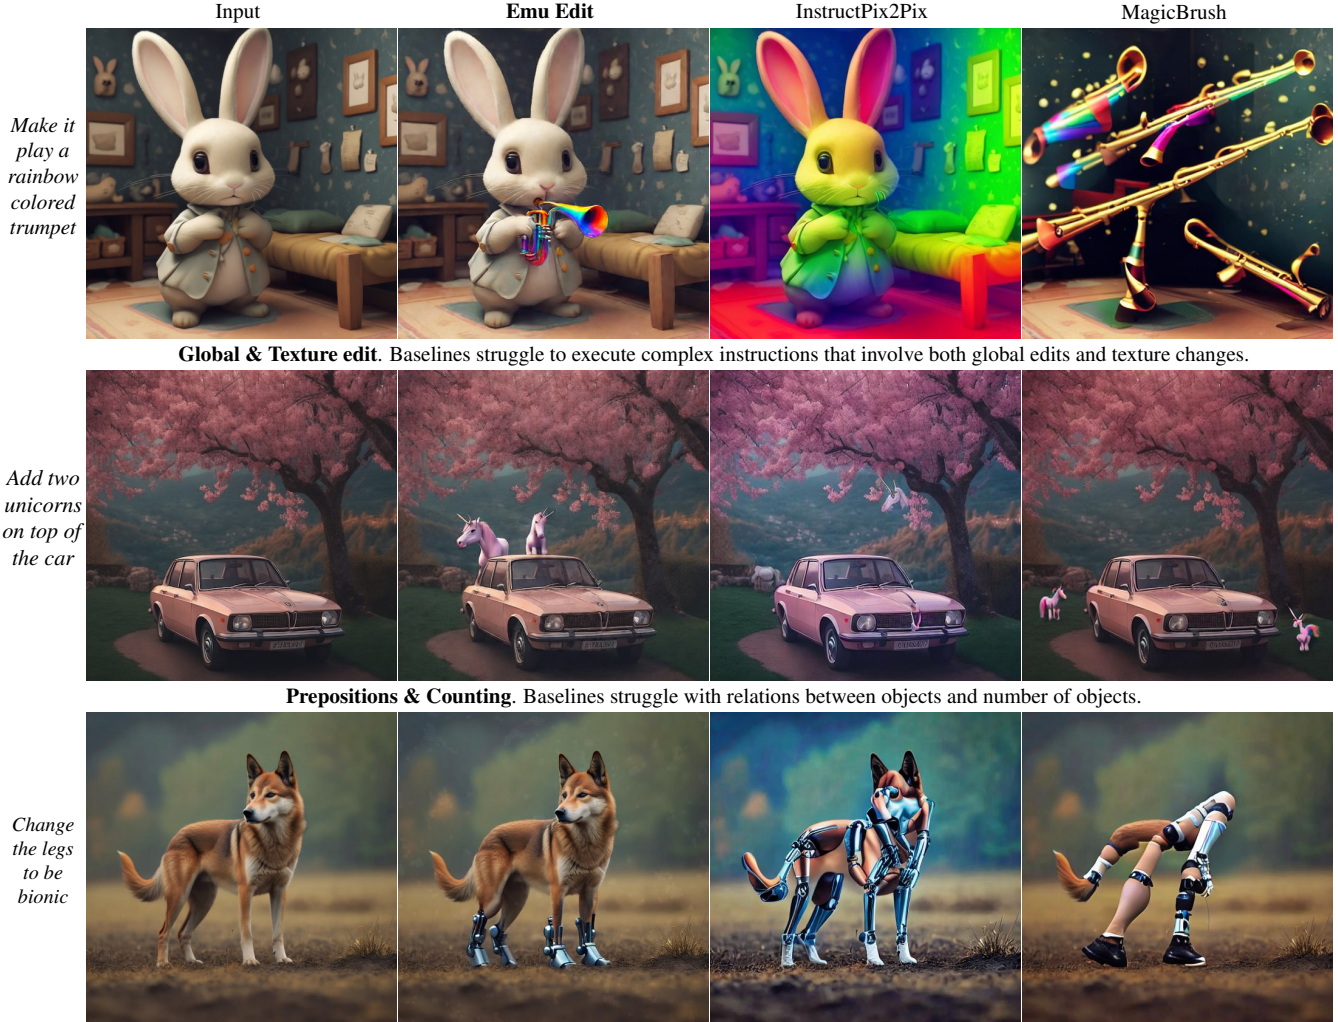 Input
Emu Edit
InstructPix2Pix
MagicBrush
Make it
play a
rainbow
colored
trumpet
Global & Texture edit. Baselines struggle to execute complex instructions that involve both global edits and texture changes.
Add two
unicorns
on top of
the car
Prepositions & Counting. Baselines struggle with relations between objects and number of objects.
Change
the legs
to be
bionic